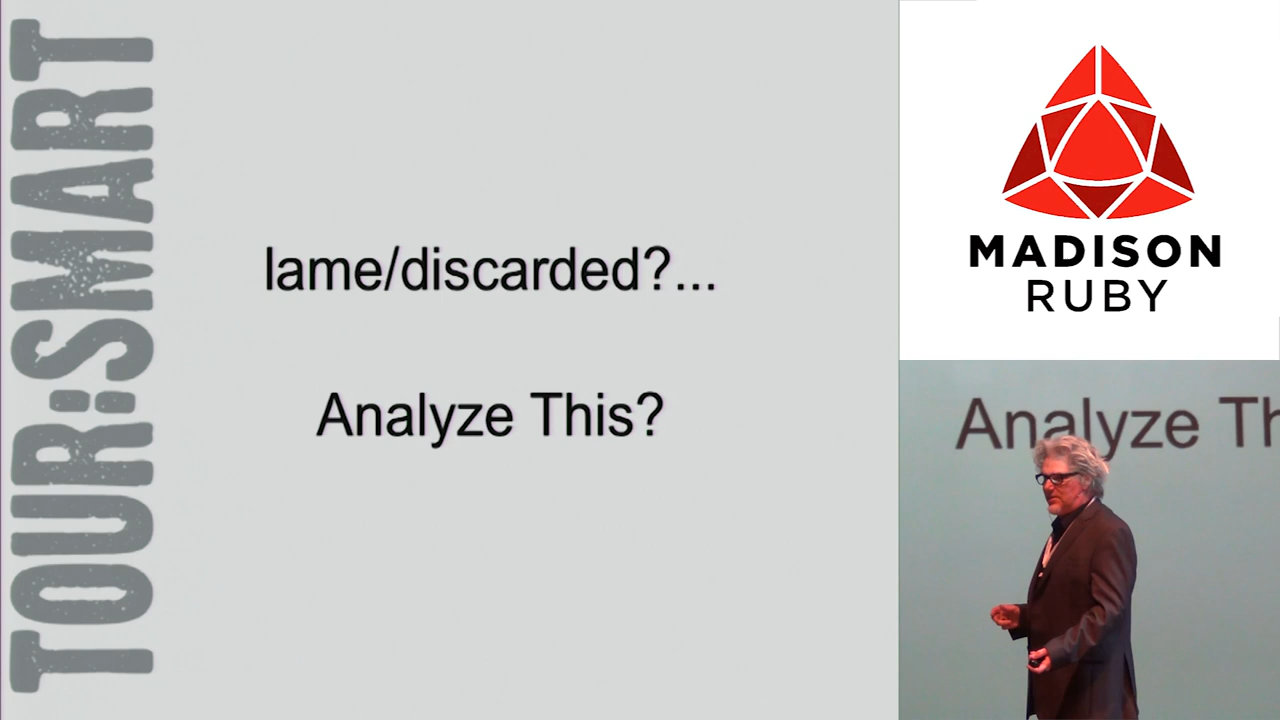 TOUR:SMART
lame/discarded?...
Analyze This?
MADISON
RUBY
Analyze Th